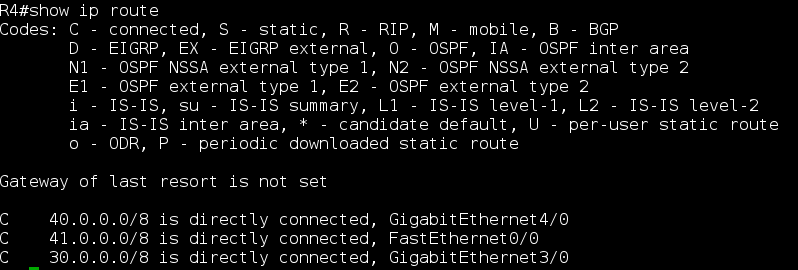 R4#show ip route
Codes: C - connected, S - static, R - RIP, M - mobile, B - BGP
D - EIGRP, EX - EIGRP external, O - OSPF, IA - OSPF inter area
N1 - OSPF NSSA external type 1, N2 - OSPF NSSA external type 2
E1 - OSPF external type 1, E2 - OSPF external type 2
i - IS-IS, su - IS-IS summary, L1 - IS-IS level-1, L2 - IS-IS level-2
ia - IS-IS inter area, * - candidate default, U - per-user static route
o - ODR, P - periodic downloaded static route
Gateway of last resort is not set
C 40.0.0.0/8 is directly connected, GigabitEthernet4/0
C 41.0.0.0/8 is directly connected, FastEthernet0/0
C 30.0.0.0/8 is directly connected, GigabitEthernet3/0